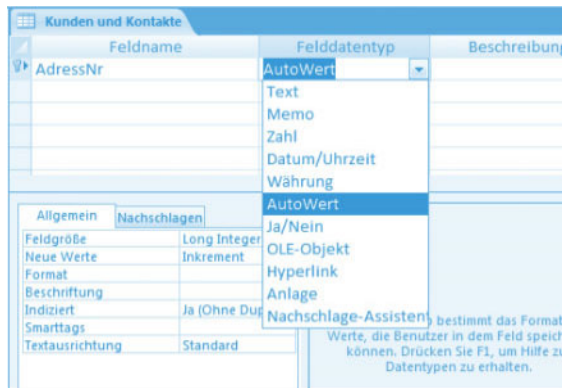 Kunden und Kontakte
Feldname Felddatentyp Beschreibung
AdressNr AutoWert
Text
Memo
Zahl
Datum/Uhrzeit
Währung
AutoWert
Ja/Nein
OLE-Objekt
Hyperlink
Anlage
Nachschlage-Assistent
Allgemein Nachschlagen
Feldgröße Long Integer
Neue Werte Inkrement
Format
Beschriftung
Indiziert Ja (Ohne Dup
Smarttags
Textausrichtung Standard
bestimmt das Format
Werte, die Benutzer in dem Feld speich
können. Drücken Sie F1, um Hilfe zu
Datentypen zu erhalten.